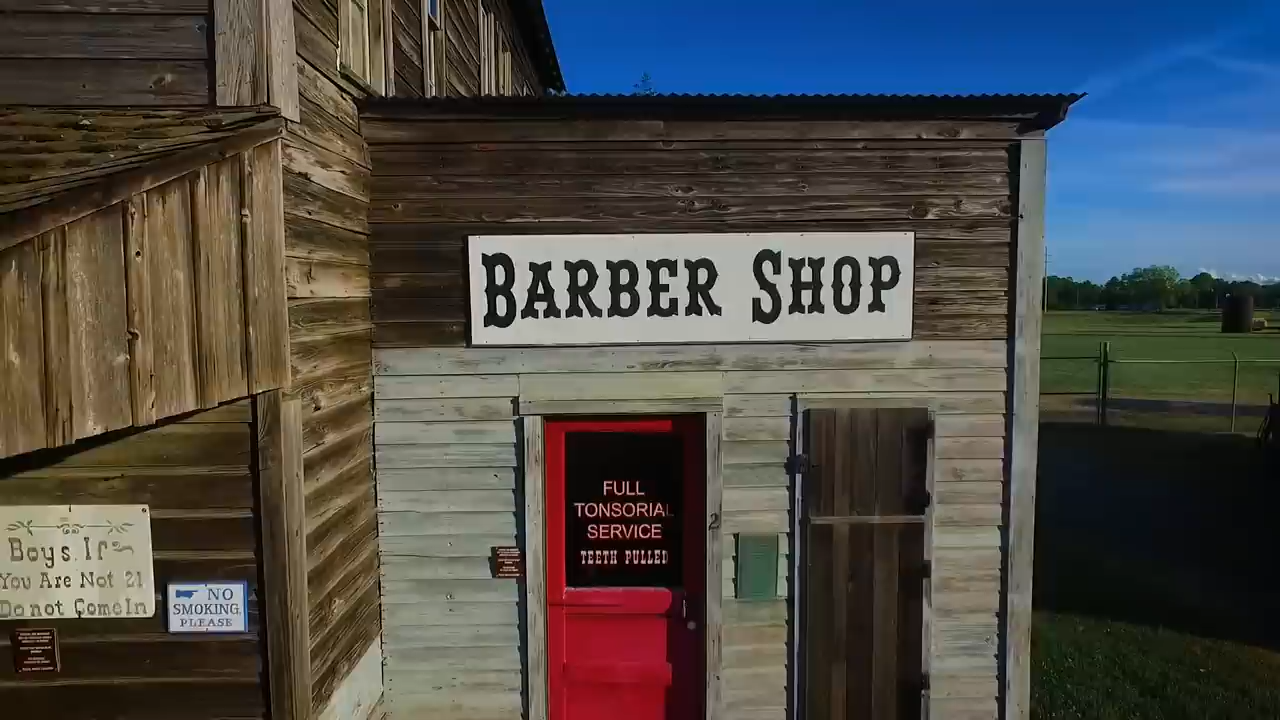 BARBER SHOP
FULL
TONSORIAL
SERVICE
TEETH PULLED
2
Boys If
You Are Not 21
Do not Come In
NO
SMOKING,
PLEASE